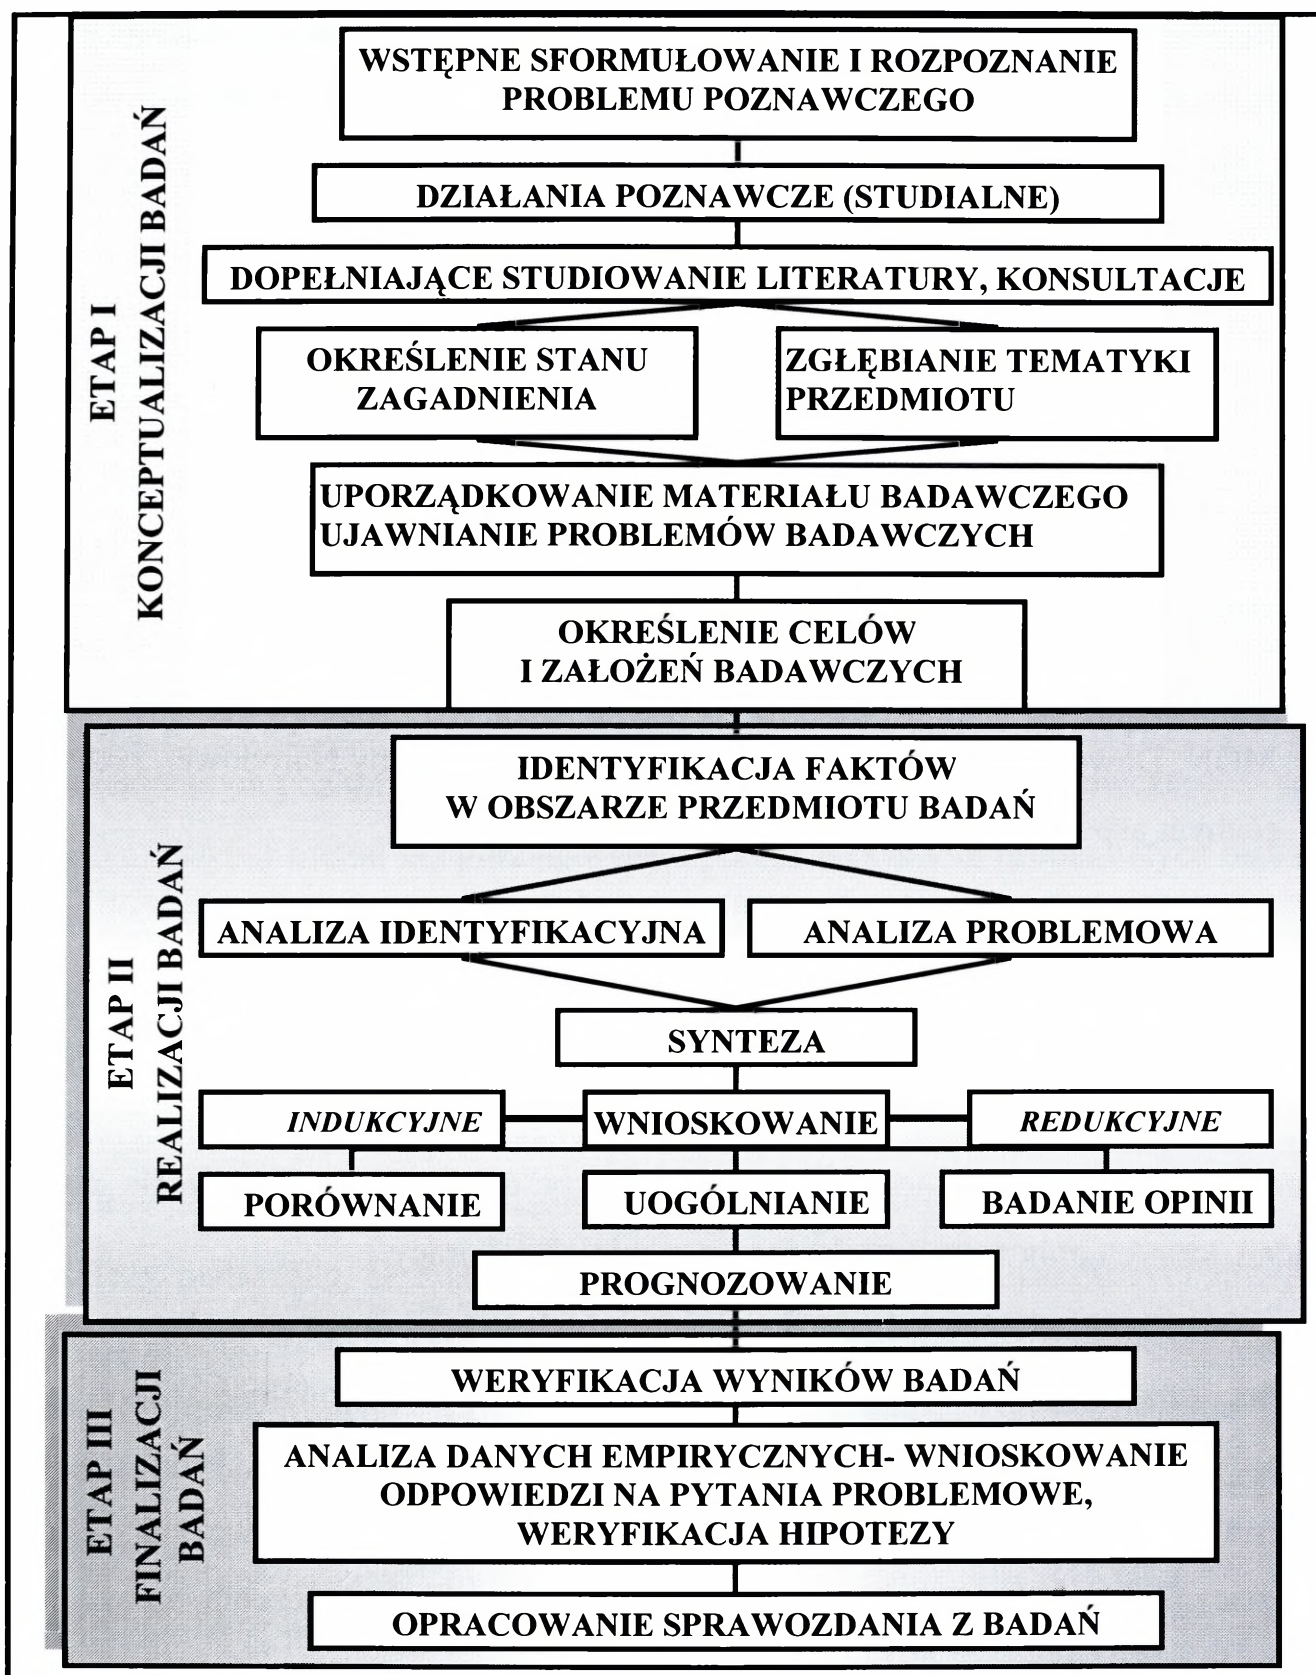 ETAP I
KONCEPTUALIZACJI BADAŃ
WSTĘPNE SFORMUŁOWANIE I ROZPOZNANIE
PROBLEMU POZNAWCZEGO
DZIAŁANIA POZNAWCZE (STUDIALNE)
DOPEŁNIAJĄCE STUDIOWANIE LITERATURY, KONSULTACJE
OKREŚLENIE STANU
ZAGADNIENIA
ZGŁĘBIANIE TEMATYKI
PRZEDMIOTU
UPORZĄDKOWANIE MATERIAŁU BADAWCZEGO
UJAWNIANIE PROBLEMÓW BADAWCZYCH
OKREŚLENIE CELÓW
I ZAŁOŻEŃ BADAWCZYCH
ETAP II
REALIZACJI BADAŃ
IDENTYFIKACJA FAKTÓW
W OBSZARZE PRZEDMIOTU BADAŃ
ANALIZA IDENTYFIKACYJNA
ANALIZA PROBLEMOWA
SYNTEZA
INDUKCYJNE
WNIOSKOWANIE
REDUKCYJNE
PORÓWNANIE
UOGÓLNIANIE
BADANIE OPINII
PROGNOZOWANIE
ETAP III
FINALIZACJI
BADAŃ
WERYFIKACJA WYNIKÓW BADAŃ
ANALIZA DANYCH EMPIRYCZNYCH- WNIOSKOWANIE
ODPOWIEDZI NA PYTANIA PROBLEMOWE,
WERYFIKACJA HIPOTEZY
OPRACOWANIE SPRAWOZDANIA Z BADAŃ